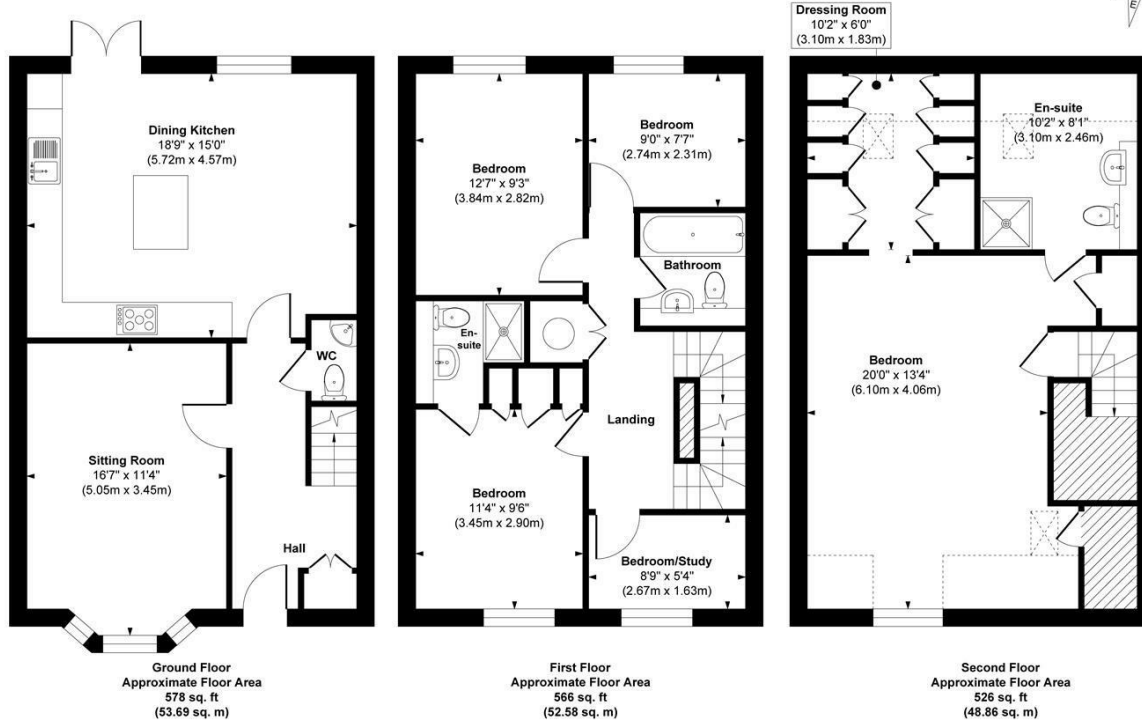 E
Dressing Room
10'2" x 6'0"
(3.10m x 1.83m)
Dining Kitchen
18'9" x 15'0"
(5.72m x 4.57m)
WC
Sitting Room
16'7" x 11'4"
(5.05m x 3.45m)
Hall
Ground Floor
Approximate Floor Area
578 sq. ft
(53.69 sq. m)
Bedroom
12'7" x 9'3"
(3.84m x 2.82m)
Bedroom
9'0" x 7'7"
(2.74m x 2.31m)
Bathroom
En-
suite
Landing
Bedroom
11'4" x 9'6"
(3.45m x 2.90m)
Bedroom/Study
8'9" x 5'4"
(2.67m x 1.63m)
First Floor
Approximate Floor Area
566 sq. ft
(52.58 sq. m)
En-suite
10'2" x 8'1"
(3.10m x 2.46m)
Bedroom
20'0" x 13'4"
(6.10m x 4.06m)
Second Floor
Approximate Floor Area
526 sq. ft
(48.86 sq. m)